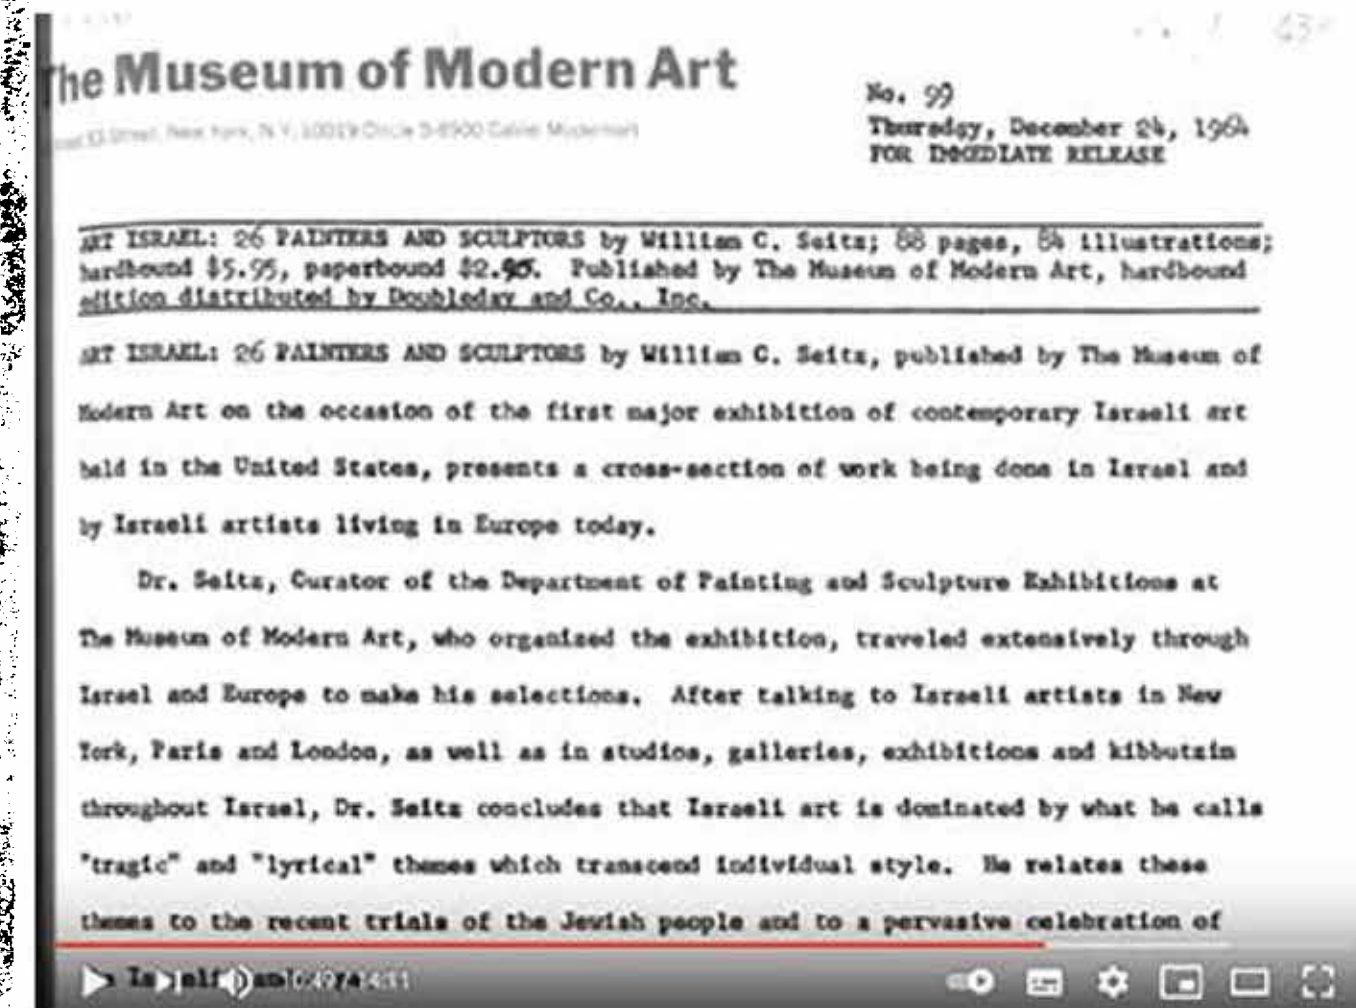 The Museum of Modern Art
Street, New York, N.Y. 10019 Circle 5-8900 Cable: Modernart
No. 99
Thursday, December 24, 1964
FOR IMMEDIATE RELEASE
ART ISRAEL: 26 PAINTERS AND SCULPTORS by William C. Seitz; 88 pages, 84 illustrations;
hardbound $5.95, paperbound $2.95. Published by The Museum of Modern Art, hardbound
edition distributed by Doubleday and Co., Inc.
ART ISRAEL: 26 PAINTERS AND SCULPTORS by William C. Seitz, published by The Museum of
Modern Art on the occasion of the first major exhibition of contemporary Israeli art
held in the United States, presents a cross-section of work being done in Israel and
by Israeli artists living in Europe today.
Dr. Seitz, Curator of the Department of Painting and Sculpture Exhibitions at
The Museum of Modern Art, who organized the exhibition, traveled extensively through
Israel and Europe to make his selections. After talking to Israeli artists in New
York, Paris and London, as well as in studios, galleries, exhibitions and kibbutzim
throughout Israel, Dr. Seitz concludes that Israeli art is dominated by what he calls
"tragic" and "lyrical" themes which transcend individual style. He relates these
themes to the recent trials of the Jewish people and to a pervasive celebration of